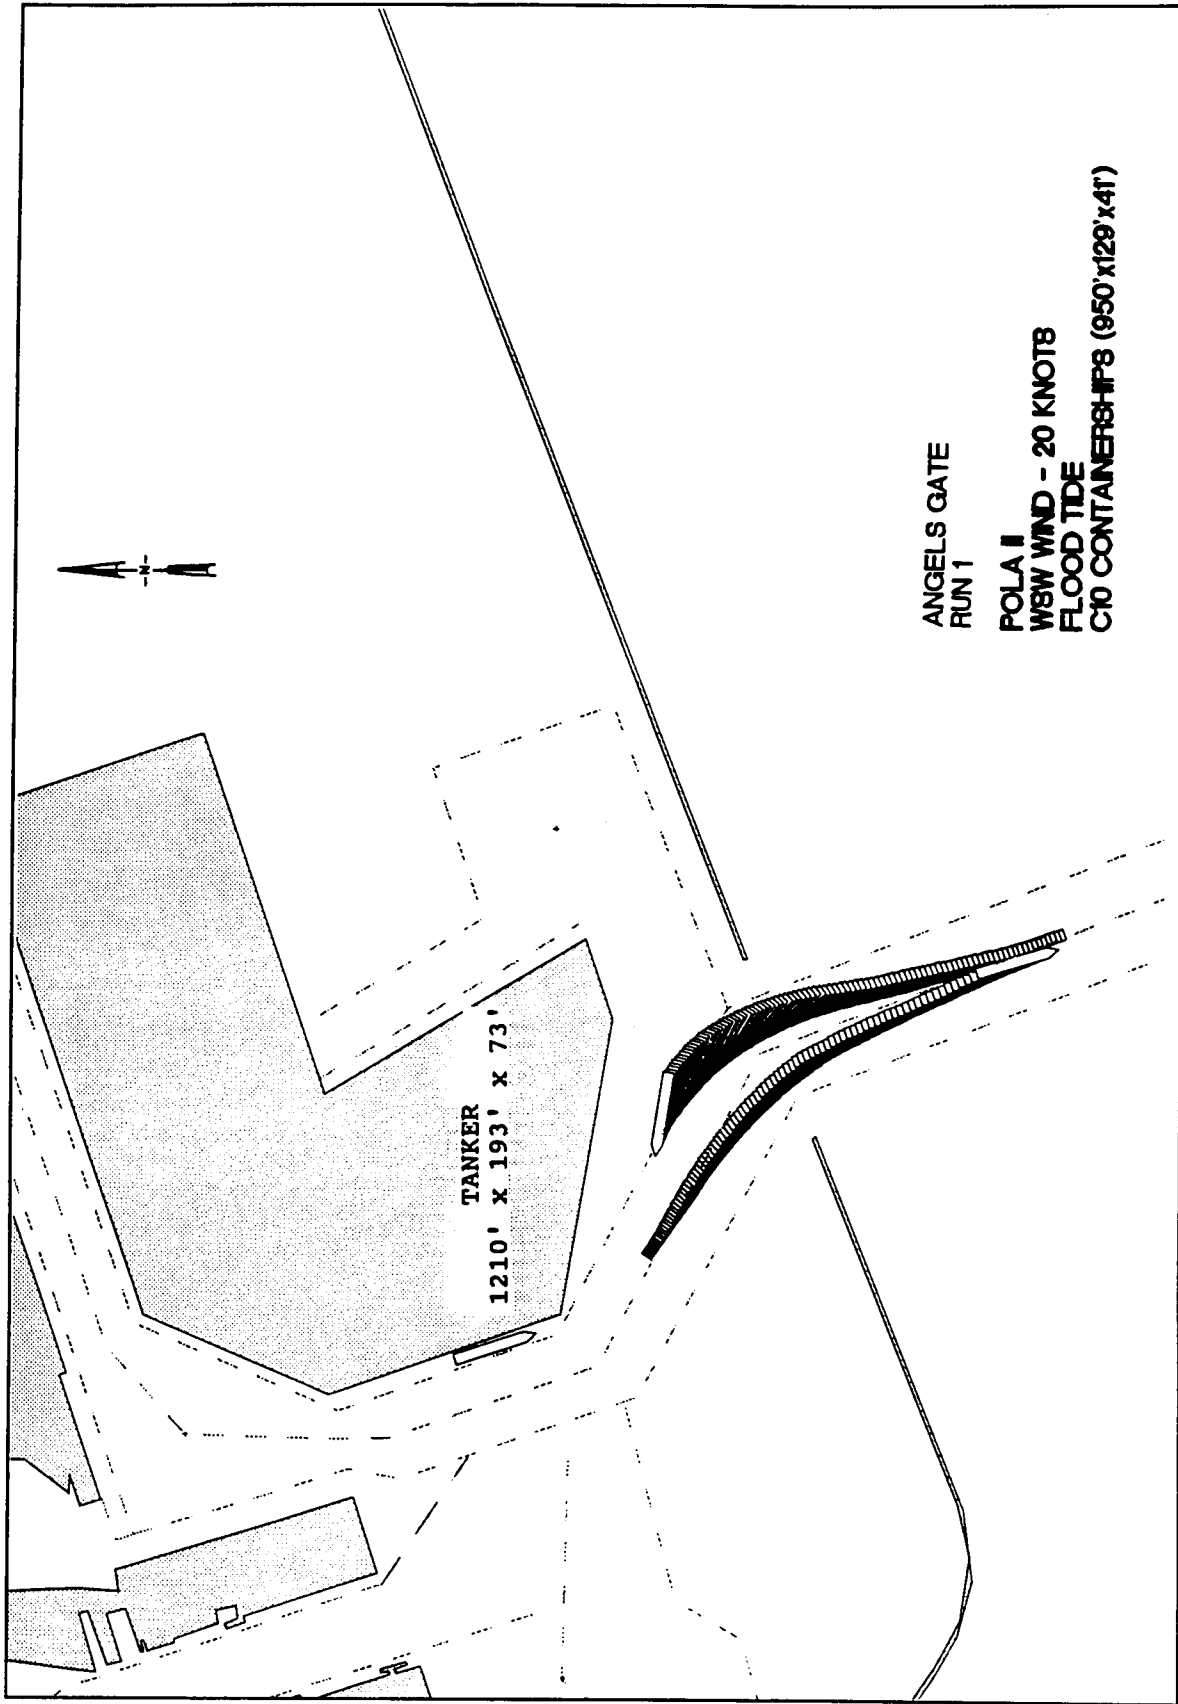 N
TANKER
1210' x 193' x 73'
ANGELS GATE
RUN 1
POLA II
WSW WIND - 20 KNOTS
FLOOD TIDE
C10 CONTAINERSHIPS (950'x129'x41')